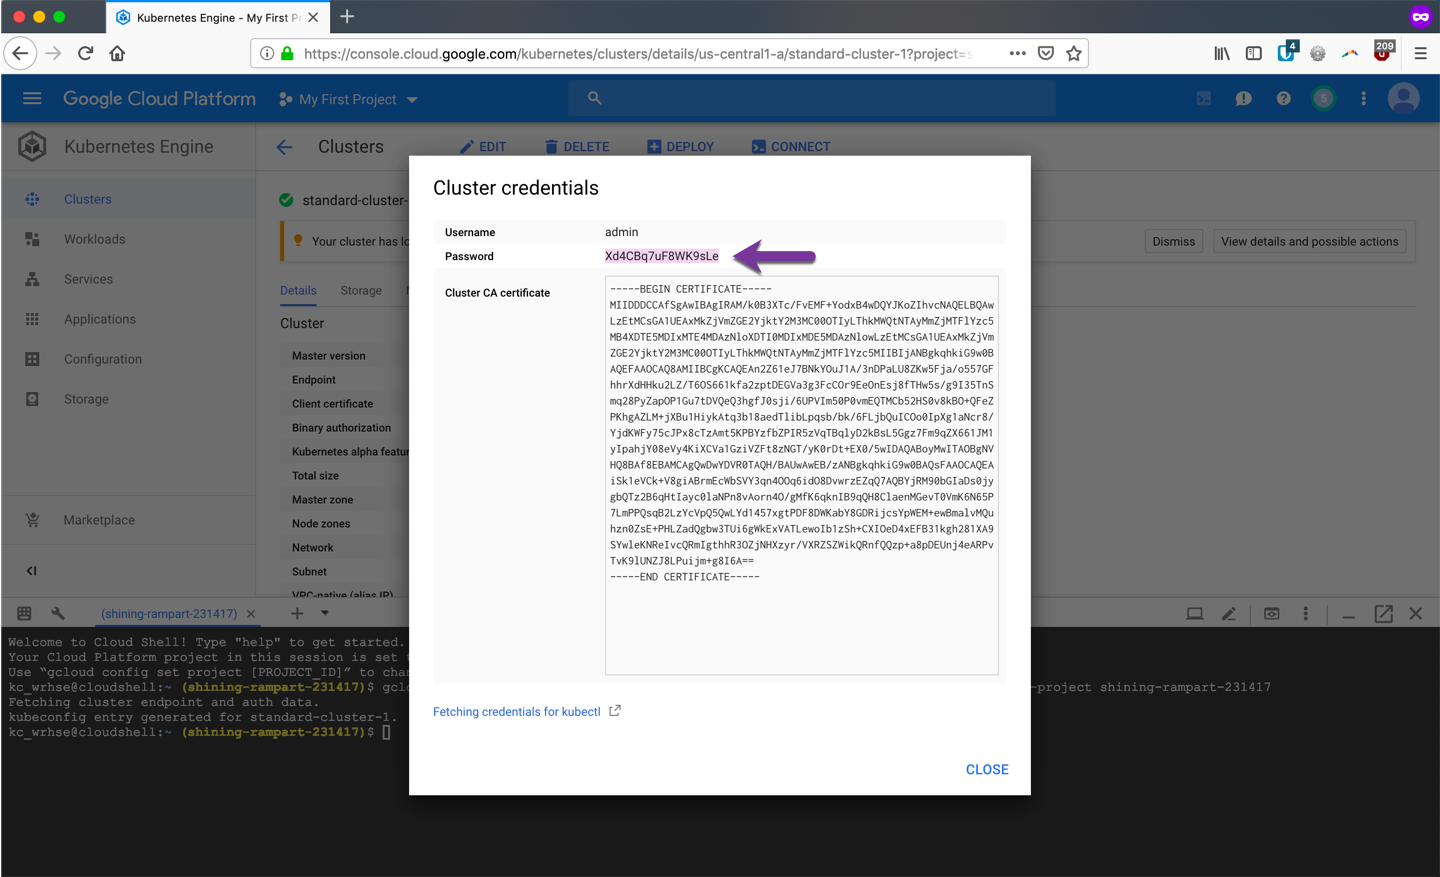 Kubernetes Engine - My First Pr
https://console.cloud.google.com/kubernetes/clusters/details/us-central1-a/standard-cluster-1?project=s
4
209
Google Cloud Platform
My First Project
5
Kubernetes Engine
Clusters
EDIT
DELETE
DEPLOY
CONNECT
Clusters
Workloads
Services
Applications
Configuration
Storage
Marketplace
standard-cluster-
Your cluster has lo
Dismiss
View details and possible actions
Details
Storage
Cluster
Master version
Endpoint
Client certificate
Binary authorization
Kubernetes alpha featur
Total size
Master zone
Node zones
Network
Subnet
VPC-native (alias IP)
Cluster credentials
Username
admin
Password
Xd4CBq7uF8WK9sLe
Cluster CA certificate
-----BEGIN CERTIFICATE-----
MIIDDDCCAfSgAwIBAgIRAM/k0B3XTc/FvEMF+YodxB4wDQYJKoZIhvcNAQELBQAw
LzEtMCsGA1UEAxMkZjVmZGE2YjktY2M3MC00OTIyLThkMWQtNTAyMmZjMTFlYzc5
MB4XDTE5MDIxMTE4MDAzNloXDTI0MDIxMDE5MDAzNlowLzEtMCsGA1UEAxMkZjVm
ZGE2YjktY2M3MC00OTIyLThkMWQtNTAyMmZjMTFlYzc5MIIBIjANBgkqhkiG9w0B
AQEFAAOCAQ8AMIIBCgKCAQEAn2Z61eJ7BNkYOuJ1A/3nDPaLU8ZKw5Fja/o557GF
hhrXdHHku2LZ/T6OS661kfa2zptDEGVa3g3FcCOr9EeOnEsj8fTHw5s/g9I35TnS
mq28PyZapOP1Gu7tDVQeQ3hgfJ0sji/6UPVIm50P0vmEQTMCb52HS0v8kBO+QFeZ
PKhgAZLM+jXBu1HiykAtq3b18aedTlibLpqsb/bk/6FLjbQuICOo0IpXg1aNcr8/
YjdKWFy75cJPx8cTzAmt5KPBYzfbZPIR5zVqTBqlyD2kBsL5Ggz7Fm9qZX661JM1
yIpahjY08eVy4KiXCVa1GziVZFt8zNGT/yK0rDt+EX0/5wIDAQABoyMwITAOBgNV
HQ8BAf8EBAMCAgQwDwYDVR0TAQH/BAUwAwEB/zANBgkqhkiG9w0BAQsFAAOCAQEA
iSk1eVCk+V8giABrmEcWbSVY3qn4OOq6idO8DvwrzEZqQ7AQBYjRM90bGIaDs0jy
gbQTz2B6qHtIayc0laNPn8vAorn4O/gMfK6qknIB9qQH8ClaenMGevT0VmK6N65P
7LmPPQsqB2LzYcVpQ5QwLYd1457xgtPDF8DWKabY8GDRijcsYpWEM+ewBmalvMQu
hzn0ZsE+PHLZadQgbw3TUi6gWkExVATLewoIb1zSh+CXIOeD4xEFB31kgh281XA9
SYwleKNReIvcQRmIgthhR3OZjNHXzyr/VXRZSZWikQRnfQQzp+a8pDEUnj4eARPv
TvK9lUNZJ8LPuijm+g8I6A==
-----END CERTIFICATE-----
Fetching credentials for kubectl
CLOSE
(shining-rampart-231417)
Welcome to Cloud Shell! Type "help" to get started.
Your Cloud Platform project in this session is set t
Use “gcloud config set project [PROJECT_ID]” to chan
kc_wrhse@cloudshell:~ (shining-rampart-231417)$ gclo
-project shining-rampart-231417
Fetching cluster endpoint and auth data.
kubeconfig entry generated for standard-cluster-1.
kc_wrhse@cloudshell:~ (shining-rampart-231417)$